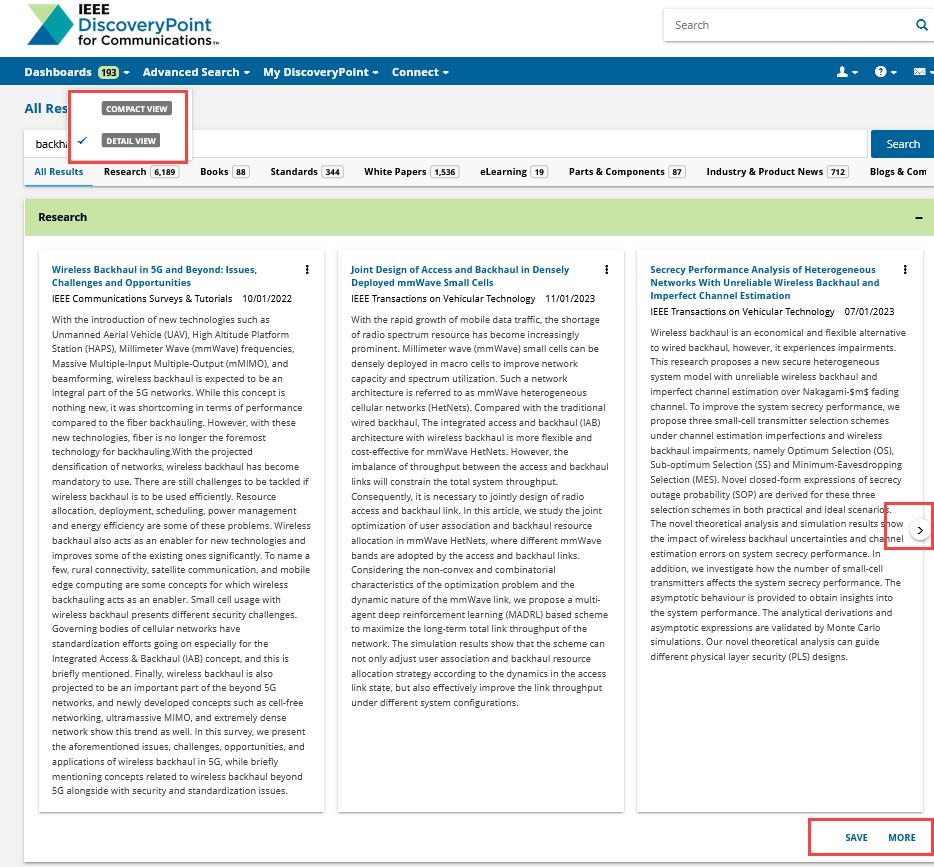 IEEE
DiscoveryPoint
for Communications™
Search
Dashboards 193 Advanced Search My DiscoveryPoint Connect
All Res
COMPACT VIEW
DETAIL VIEW
backha
Search
All Results Research 6,189 Books 88 Standards 344 White Papers 1,536 eLearning 19 Parts & Components 87 Industry & Product News 712 Blogs & Com
Research
Wireless Backhaul in 5G and Beyond: Issues,
Challenges and Opportunities
IEEE Communications Surveys & Tutorials 10/01/2022
With the introduction of new technologies such as
Unmanned Aerial Vehicle (UAV), High Altitude Platform
Station (HAPS), Millimeter Wave (mmWave) frequencies,
Massive Multiple-Input Multiple-Output (mMIMO), and
beamforming, wireless backhaul is expected to be an
integral part of the 5G networks. While this concept is
nothing new, it was shortcoming in terms of performance
compared to the fiber backhauling. However, with these
new technologies, fiber is no longer the foremost
technology for backhauling.With the projected
densification of networks, wireless backhaul has become
mandatory to use. There are still challenges to be tackled if
wireless backhaul is to be used efficiently. Resource
allocation, deployment, scheduling, power management
and energy efficiency are some of these problems. Wireless
backhaul also acts as an enabler for new technologies and
improves some of the existing ones significantly. To name a
few, rural connectivity, satellite communication, and mobile
edge computing are some concepts for which wireless
backhauling acts as an enabler. Small cell usage with
wireless backhaul presents different security challenges.
Governing bodies of cellular networks have
standardization efforts going on especially for the
Integrated Access & Backhaul (IAB) concept, and this is
briefly mentioned. Finally, wireless backhaul is also
projected to be an important part of the beyond 5G
networks, and newly developed concepts such as cell-free
networking, ultramassive MIMO, and extremely dense
network show this trend as well. In this survey, we present
the aforementioned issues, challenges, opportunities, and
applications of wireless backhaul in 5G, while briefly
mentioning concepts related to wireless backhaul beyond
5G alongside with security and standardization issues.
Joint Design of Access and Backhaul in Densely
Deployed mmWave Small Cells
IEEE Transactions on Vehicular Technology 11/01/2023
With the rapid growth of mobile data traffic, the shortage
of radio spectrum resource has become increasingly
prominent. Millimeter wave (mmWave) small cells can be
densely deployed in macro cells to improve network
capacity and spectrum utilization. Such a network
architecture is referred to as mmWave heterogeneous
cellular networks (HetNets). Compared with the traditional
wired backhaul, The integrated access and backhaul (IAB)
architecture with wireless backhaul is more flexible and
cost-effective for mmWave HetNets. However, the
imbalance of throughput between the access and backhaul
links will constrain the total system throughput.
Consequently, it is necessary to jointly design of radio
access and backhaul link. In this article, we study the joint
optimization of user association and backhaul resource
allocation in mmWave HetNets, where different mmWave
bands are adopted by the access and backhaul links.
Considering the non-convex and combinatorial
characteristics of the optimization problem and the
dynamic nature of the mmWave link, we propose a multi-
agent deep reinforcement learning (MADRL) based scheme
to maximize the long-term total link throughput of the
network. The simulation results show that the scheme can
not only adjust user association and backhaul resource
allocation strategy according to the dynamics in the access
link state, but also effectively improve the link throughput
under different system configurations.
Secrecy Performance Analysis of Heterogeneous
Networks With Unreliable Wireless Backhaul and
Imperfect Channel Estimation
IEEE Transactions on Vehicular Technology 07/01/2023
Wireless backhaul is an economical and flexible alternative
to wired backhaul, however, it experiences impairments.
This research proposes a new secure heterogeneous
system model with unreliable wireless backhaul and
imperfect channel estimation over Nakagami-$m$ fading
channel. To improve the system secrecy performance, we
propose three small-cell transmitter selection schemes
under channel estimation imperfections and wireless
backhaul impairments, namely Optimum Selection (OS),
Sub-optimum Selection (SS) and Minimum-Eavesdropping
Selection (MES). Novel closed-form expressions of secrecy
outage probability (SOP) are derived for these three
selection schemes in both practical and ideal scenarios.
The novel theoretical analysis and simulation results show
the impact of wireless backhaul uncertainties and channel
estimation errors on system secrecy performance. In
addition, we investigate how the number of small-cell
transmitters affects the system secrecy performance. The
asymptotic behaviour is provided to obtain insights into
the system performance. The analytical derivations and
asymptotic expressions are validated by Monte Carlo
simulations. Our novel theoretical analysis can guide
different physical layer security (PLS) designs.
SAVE MORE